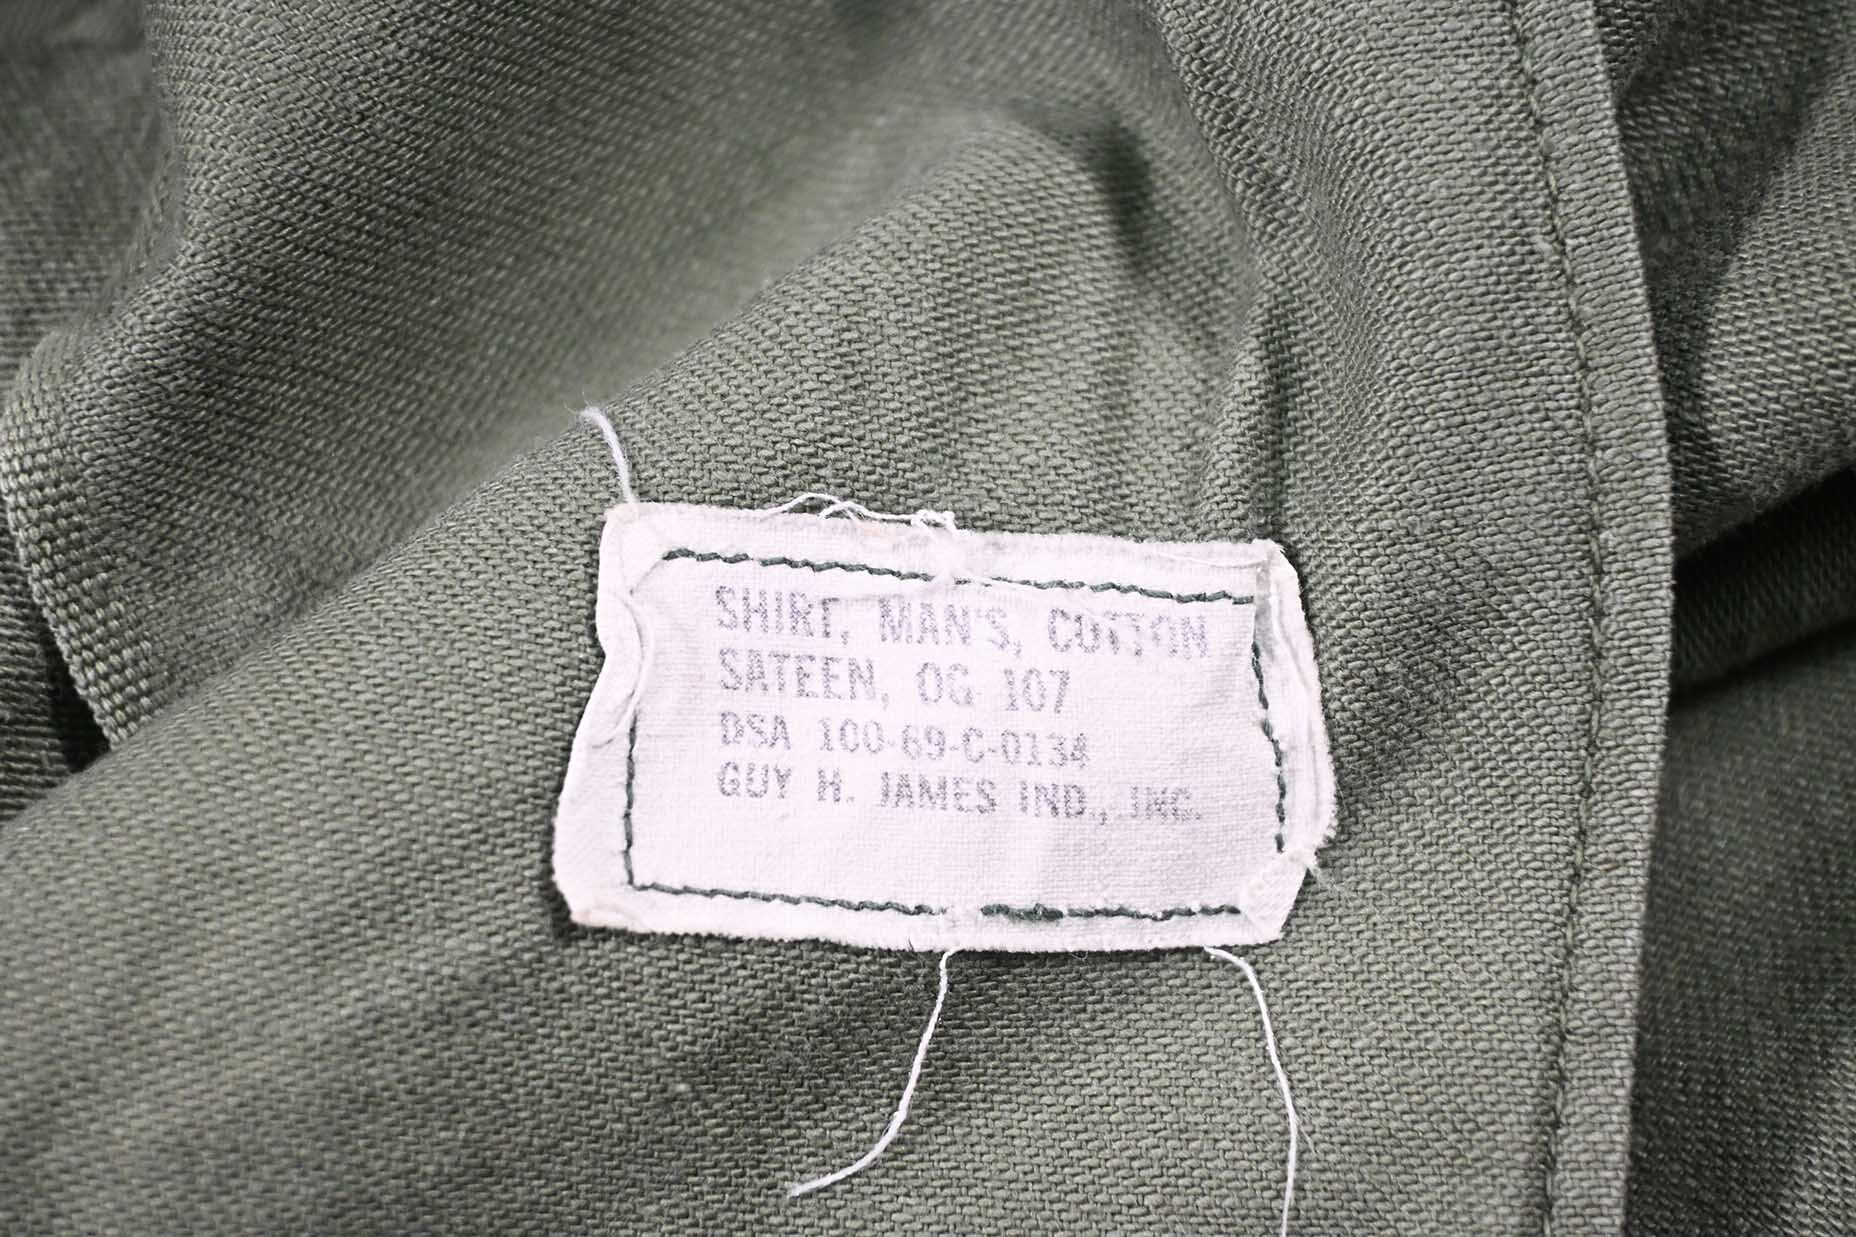 SHIRT, MAN'S, COTTON
SATEEN, OG 107
DSA 100-69-C-0134
GUY H. JAMES IND., INC.